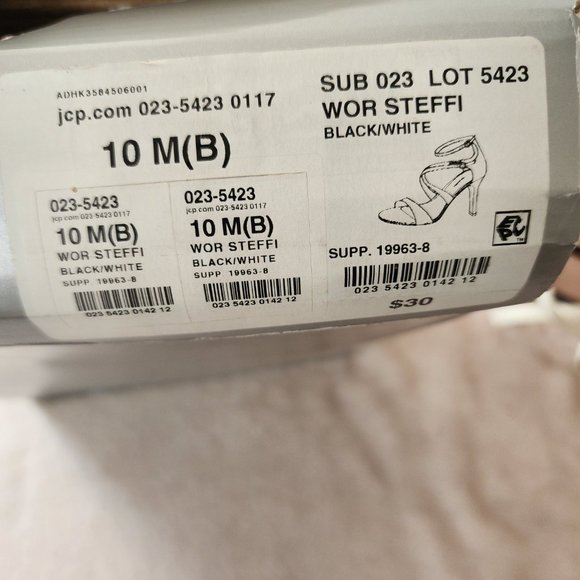 ADHK3584506001
jcp.com 023-5423 0117
10 M(B)
023-5423
jcp.com 023-5423 0117
10 M(B)
WOR STEFFI
BLACK/WHITE
SUPP. 19963-8
023 5423 0142 12
023-5423
jcp.com 023-5423 0117
10 M(B)
WOR STEFFI
BLACK/WHITE
SUPP. 19963-8
023 5423 0142 12
SUB 023 LOT 5423
WOR STEFFI
BLACK/WHITE
SUPP. 19963-8
023 5423 0142 12
$30